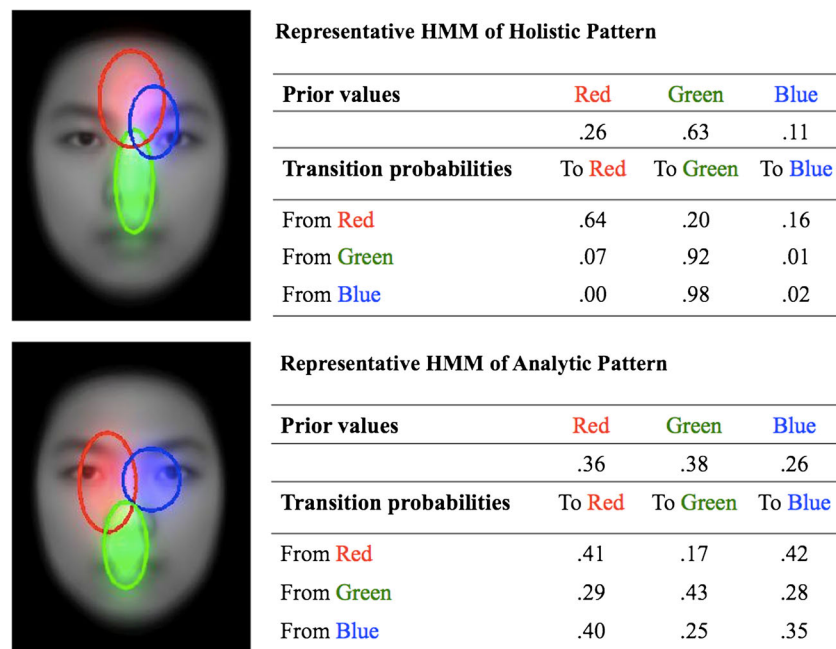 Representative HMM of Holistic Pattern
Prior values Red Green Blue
.26 .63 .11
Transition probabilities To Red To Green To Blue
From Red .64 .20 .16
From Green .07 .92 .01
From Blue .00 .98 .02
Representative HMM of Analytic Pattern
Prior values Red Green Blue
.36 .38 .26
Transition probabilities To Red To Green To Blue
From Red .41 .17 .42
From Green .29 .43 .28
From Blue .40 .25 .35